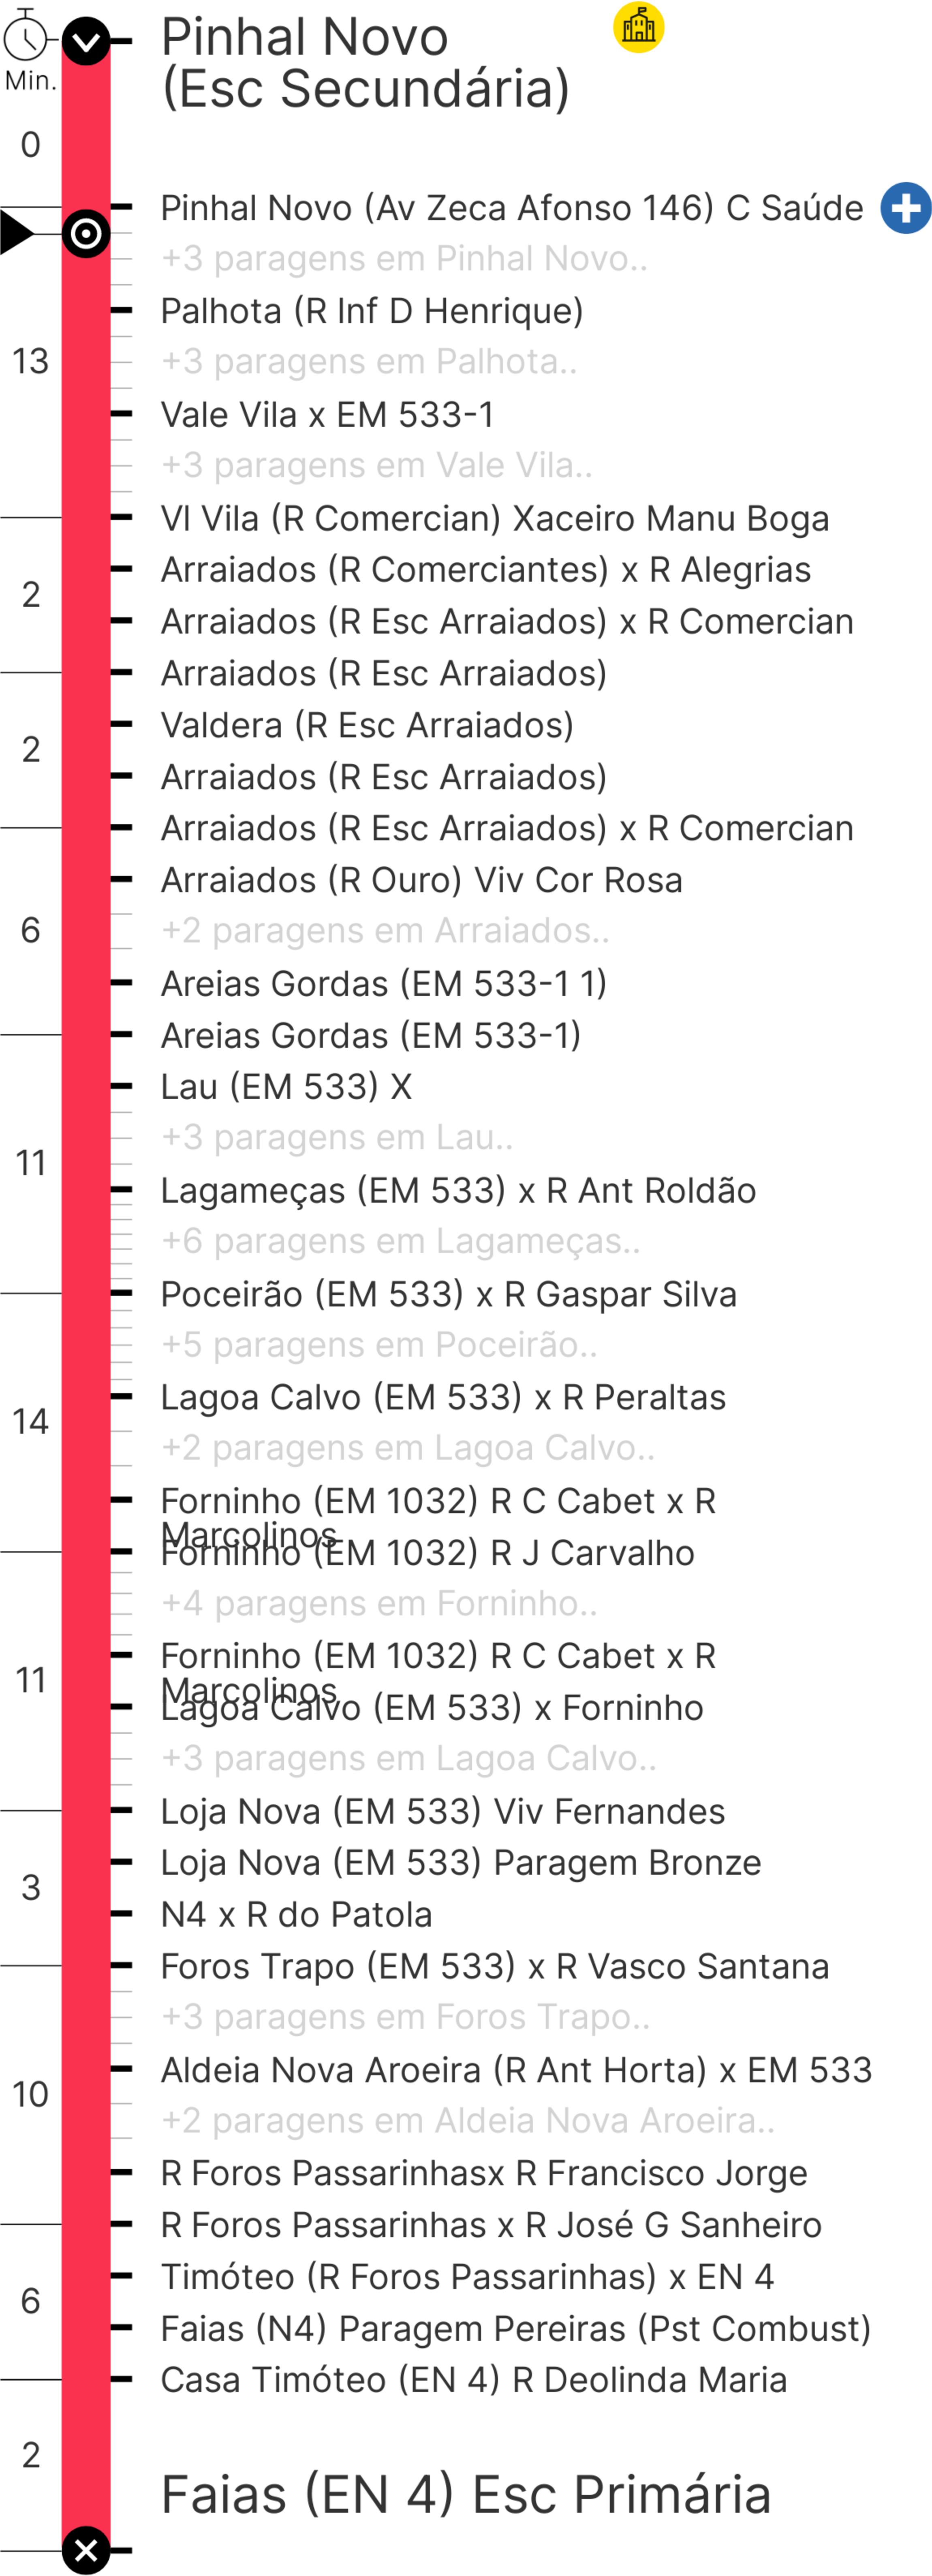 Pinhal Novo
(Esc Secundária)
Min.
0
Pinhal Novo (Av Zeca Afonso 146) C Saúde
+3 paragens em Pinhal Novo..
Palhota (R Inf D Henrique)
13
+3 paragens em Palhota..
Vale Vila x EM 533-1
+3 paragens em Vale Vila..
Vl Vila (R Comercian) Xaceiro Manu Boga
Arraiados (R Comerciantes) x R Alegrias
2
Arraiados (R Esc Arraiados) x R Comercian
Arraiados (R Esc Arraiados)
Valdera (R Esc Arraiados)
2
Arraiados (R Esc Arraiados)
Arraiados (R Esc Arraiados) x R Comercian
Arraiados (R Ouro) Viv Cor Rosa
6
+2 paragens em Arraiados..
Areias Gordas (EM 533-1 1)
Areias Gordas (EM 533-1)
Lau (EM 533) X
+3 paragens em Lau..
11
Lagameças (EM 533) x R Ant Roldão
+6 paragens em Lagameças..
Poceirão (EM 533) x R Gaspar Silva
+5 paragens em Poceirão..
Lagoa Calvo (EM 533) x R Peraltas
14
+2 paragens em Lagoa Calvo..
Forninho (EM 1032) R C Cabet x R
Marcolinos
Forninho (EM 1032) R J Carvalho
+4 paragens em Forninho..
Forninho (EM 1032) R C Cabet x R
11
Marcolinos
Lagoa Calvo (EM 533) x Forninho
+3 paragens em Lagoa Calvo..
Loja Nova (EM 533) Viv Fernandes
Loja Nova (EM 533) Paragem Bronze
3
N4 x R do Patola
Foros Trapo (EM 533) x R Vasco Santana
+3 paragens em Foros Trapo..
Aldeia Nova Aroeira (R Ant Horta) x EM 533
10
+2 paragens em Aldeia Nova Aroeira..
R Foros Passarinhasx R Francisco Jorge
R Foros Passarinhas x R José G Sanheiro
Timóteo (R Foros Passarinhas) x EN 4
6
Faias (N4) Paragem Pereiras (Pst Combust)
Casa Timóteo (EN 4) R Deolinda Maria
2
Faias (EN 4) Esc Primária